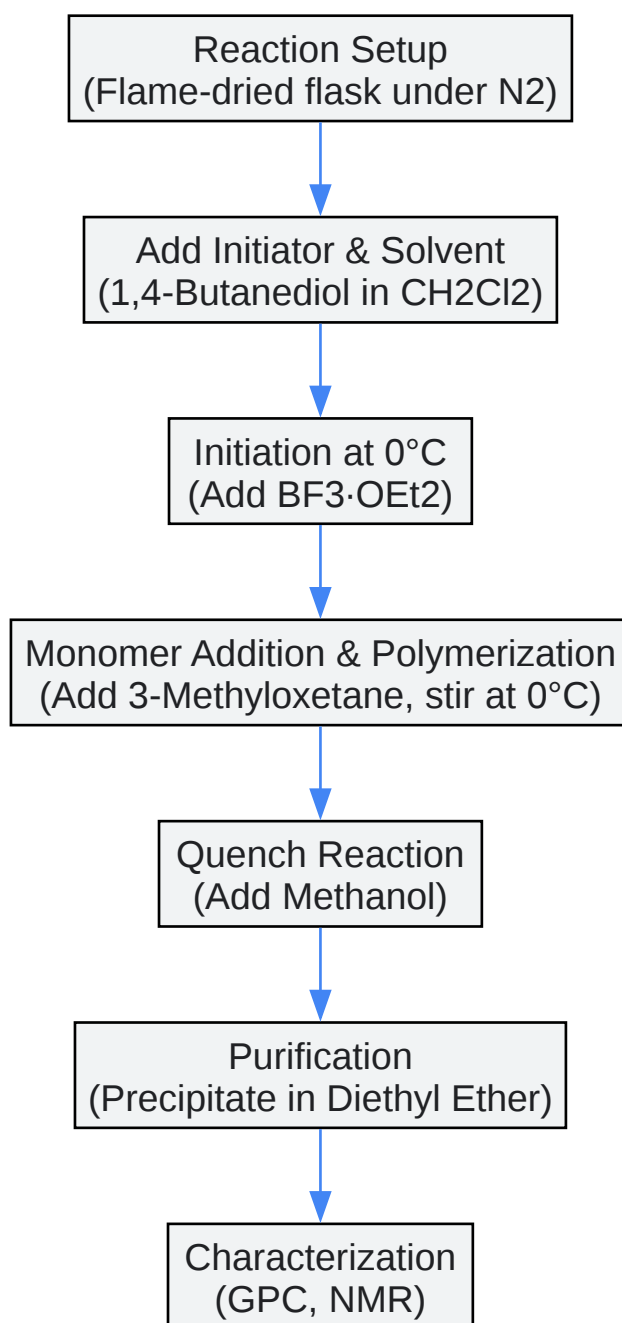 Reaction Setup
(Flame-dried flask under N2)
Add Initiator & Solvent
(1,4-Butanediol in CH2Cl2)
Initiation at 0°C
(Add BF3·OEt2)
Monomer Addition & Polymerization
(Add 3-Methyloxetane, stir at 0°C)
Quench Reaction
(Add Methanol)
Purification
(Precipitate in Diethyl Ether)
Characterization
(GPC, NMR)